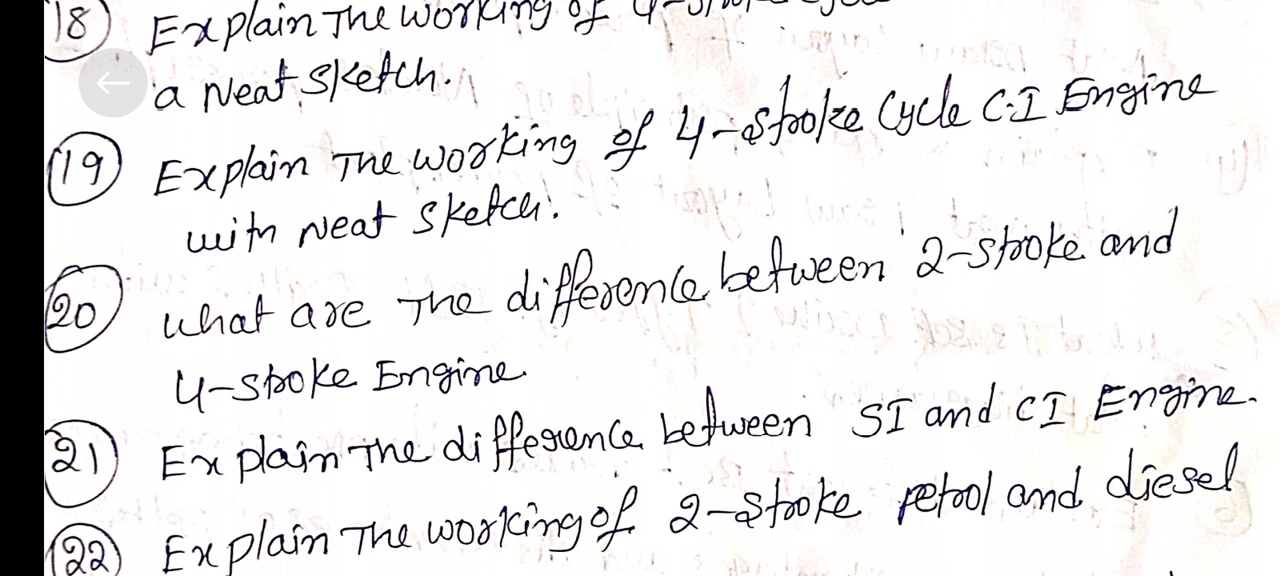 18 Explain The working of 4-stroke
a Neat Sketch.
19 Explain The working of 4-stroke Cycle C.I Engine
with Neat Sketch.
20 what are The difference between 2-stroke and
4-stroke Engine
21 Explain The difference between SI and CI Engine.
22 Explain The working of 2-stroke petrol and diesel